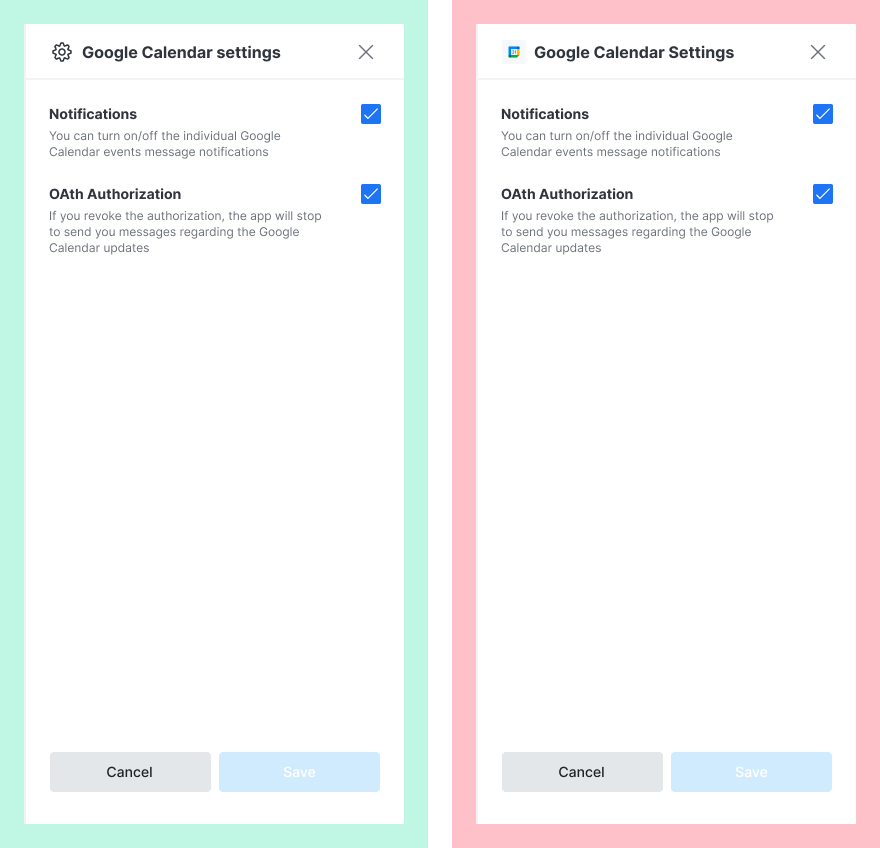 Google Calendar settings
Notifications
You can turn on/off the individual Google
Calendar events message notifications
OAth Authorization
If you revoke the authorization, the app will stop
to send you messages regarding the Google
Calendar updates
Cancel
Save
Google Calendar Settings
Notifications
You can turn on/off the individual Google
Calendar events message notifications
OAth Authorization
If you revoke the authorization, the app will stop
to send you messages regarding the Google
Calendar updates
Cancel
Save